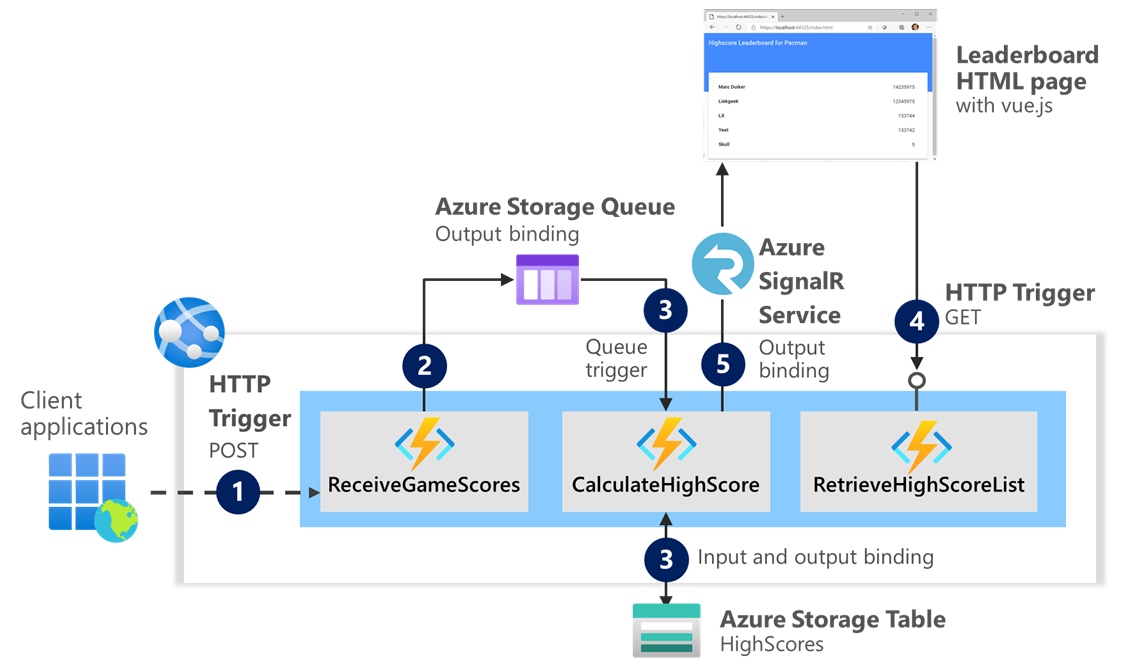 https://localhost:44325/index.html
Highscore Leaderboard for Pacman
Marc Duiker 14235975
Liekgeek 12345975
LX 133744
Yeet 133742
Skull 5
Leaderboard
HTML page
with vue.js
Azure Storage Queue
Output binding
Azure
SignalR
Service
Output
binding
HTTP Trigger
GET
3
4
Queue
trigger
5
2
HTTP
Trigger
POST
Client
applications
1
ReceiveGameScores
CalculateHighScore
RetrieveHighScoreList
3
Input and output binding
Azure Storage Table
HighScores